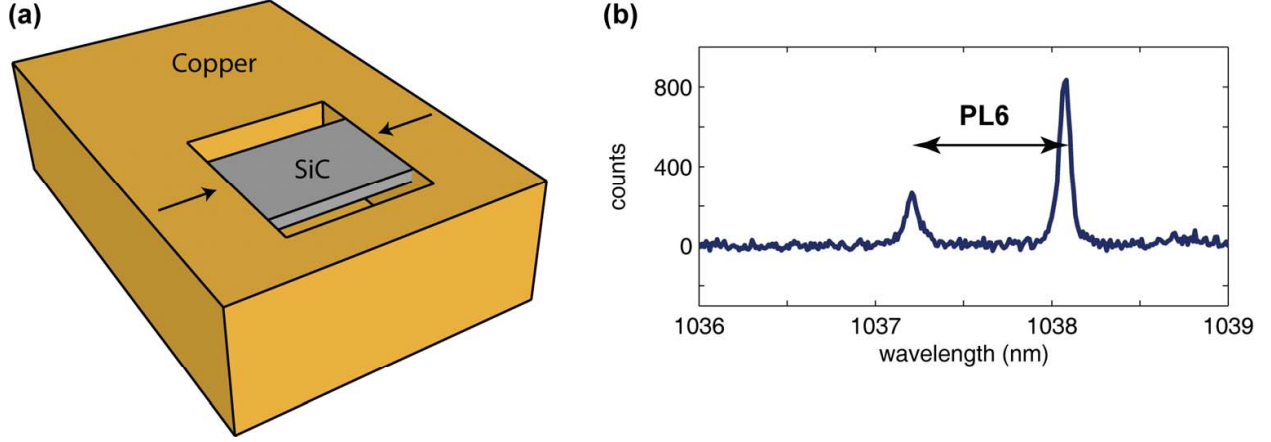 (a)
Copper
SiC
(b)
PL6
800
400
0
counts
1036
1037
1038
1039
wavelength (nm)